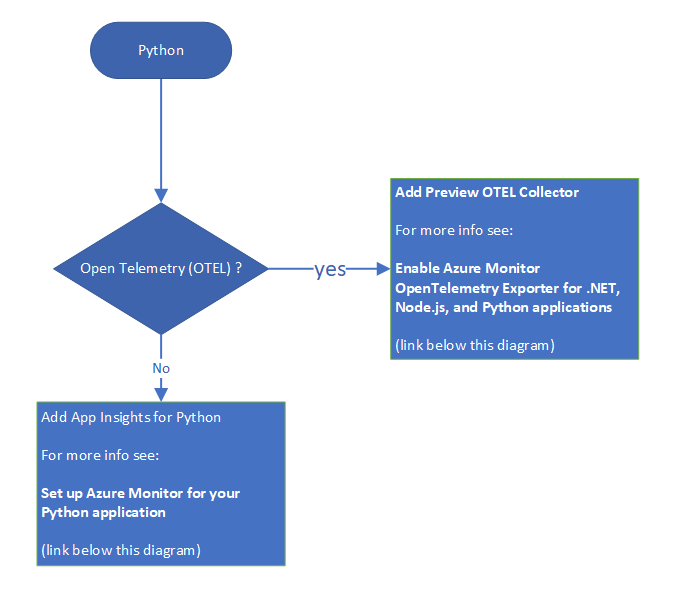 Python
Open Telemetry (OTEL) ?
yes
Add Preview OTEL Collector
For more info see:
Enable Azure Monitor
OpenTelemetry Exporter for .NET,
Node.js, and Python applications
(link below this diagram)
No
Add App Insights for Python
For more info see:
Set up Azure Monitor for your
Python application
(link below this diagram)